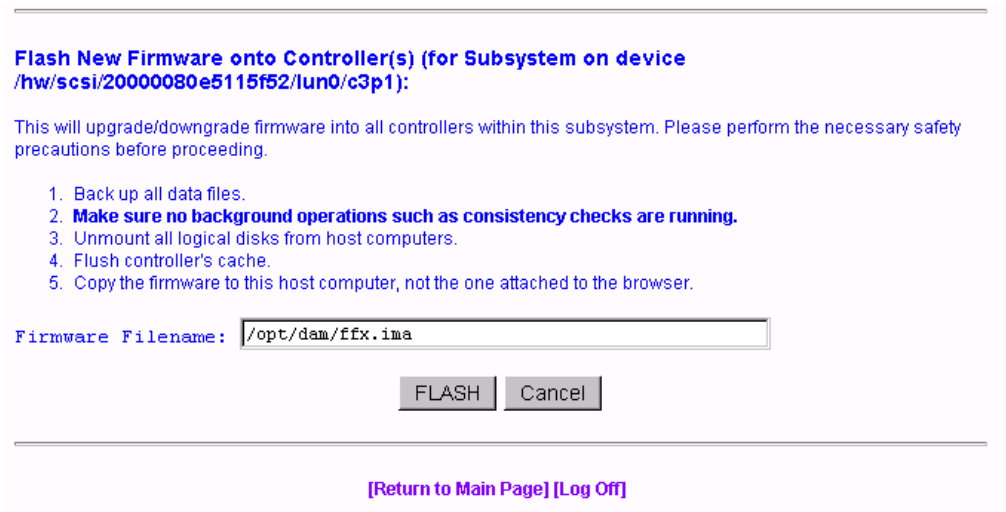 Flash New Firmware onto Controller(s) (for Subsystem on device
/hw/scsi/20000080e5115f52/lun0/c3p1):
This will upgrade/downgrade firmware into all controllers within this subsystem. Please perform the necessary safety
precautions before proceeding.
1. Back up all data files.
2. Make sure no background operations such as consistency checks are running.
3. Unmount all logical disks from host computers.
4. Flush controller's cache.
5. Copy the firmware to this host computer, not the one attached to the browser.
Firmware Filename: /opt/dam/ffx.ima
FLASH Cancel
[Return to Main Page] [Log Off]